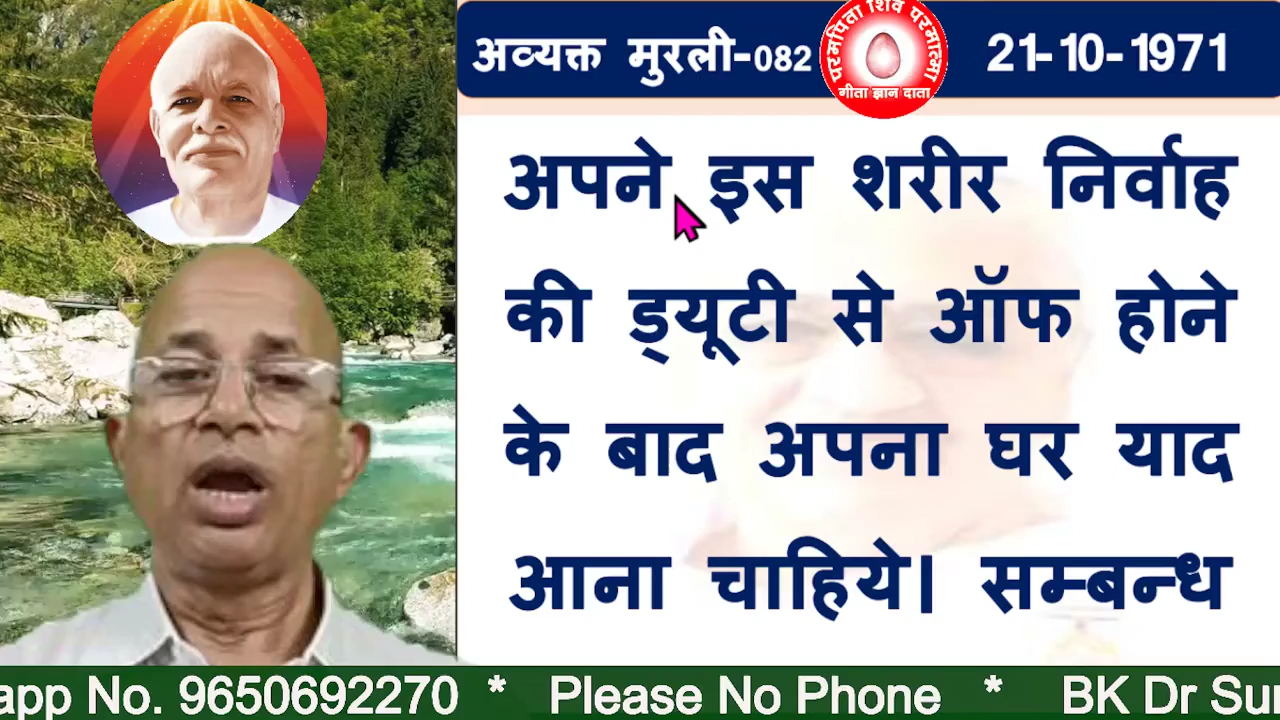 अव्यक्त मुरली-082
परमपिता शिव परमात्मा
गीता ज्ञान दाता
21-10-1971
अपने इस शरीर निर्वाह
की ड्यूटी से ऑफ होने
के बाद अपना घर याद
आना चाहिये। सम्बन्ध
app No. 9650692270 * Please No Phone * BK Dr Sur